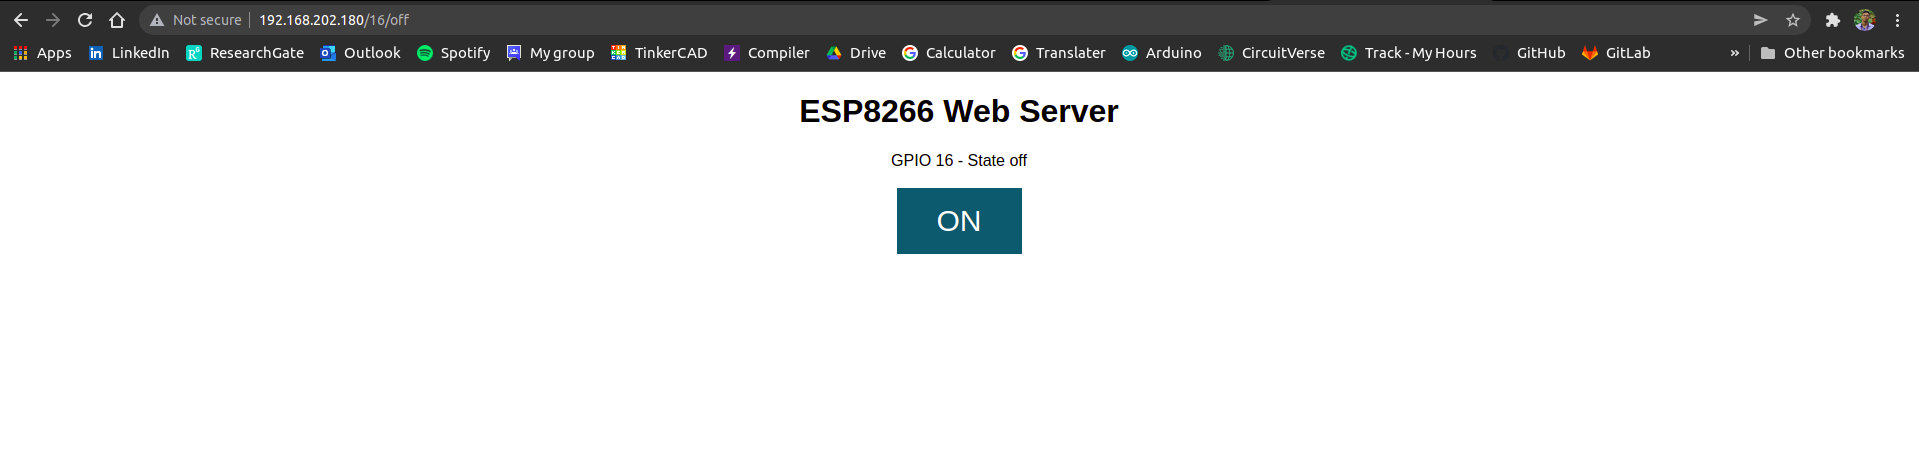 Not secure 192.168.202.180/16/off
Apps LinkedIn ResearchGate Outlook Spotify My group TinkerCAD Compiler Drive Calculator Translater Arduino CircuitVerse Track - My Hours GitHub GitLab » Other bookmarks
ESP8266 Web Server
GPIO 16 - State off
ON